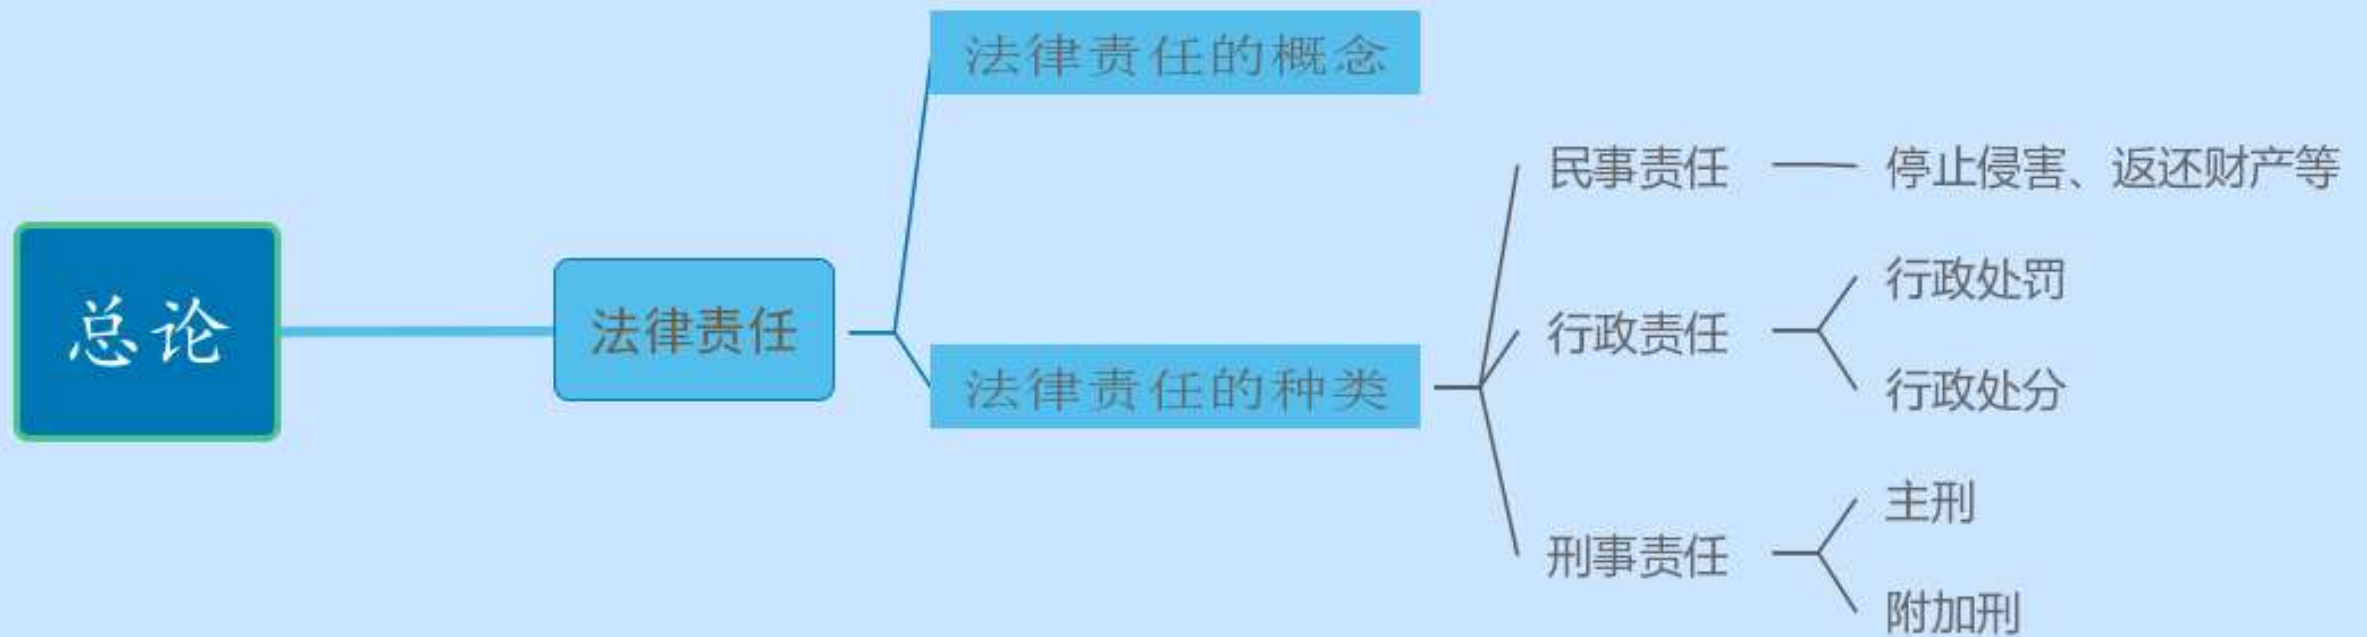 总论
法律责任
法律责任的概念
法律责任的种类
民事责任
停止侵害、返还财产等
行政责任
行政处罚
行政处分
刑事责任
主刑
附加刑